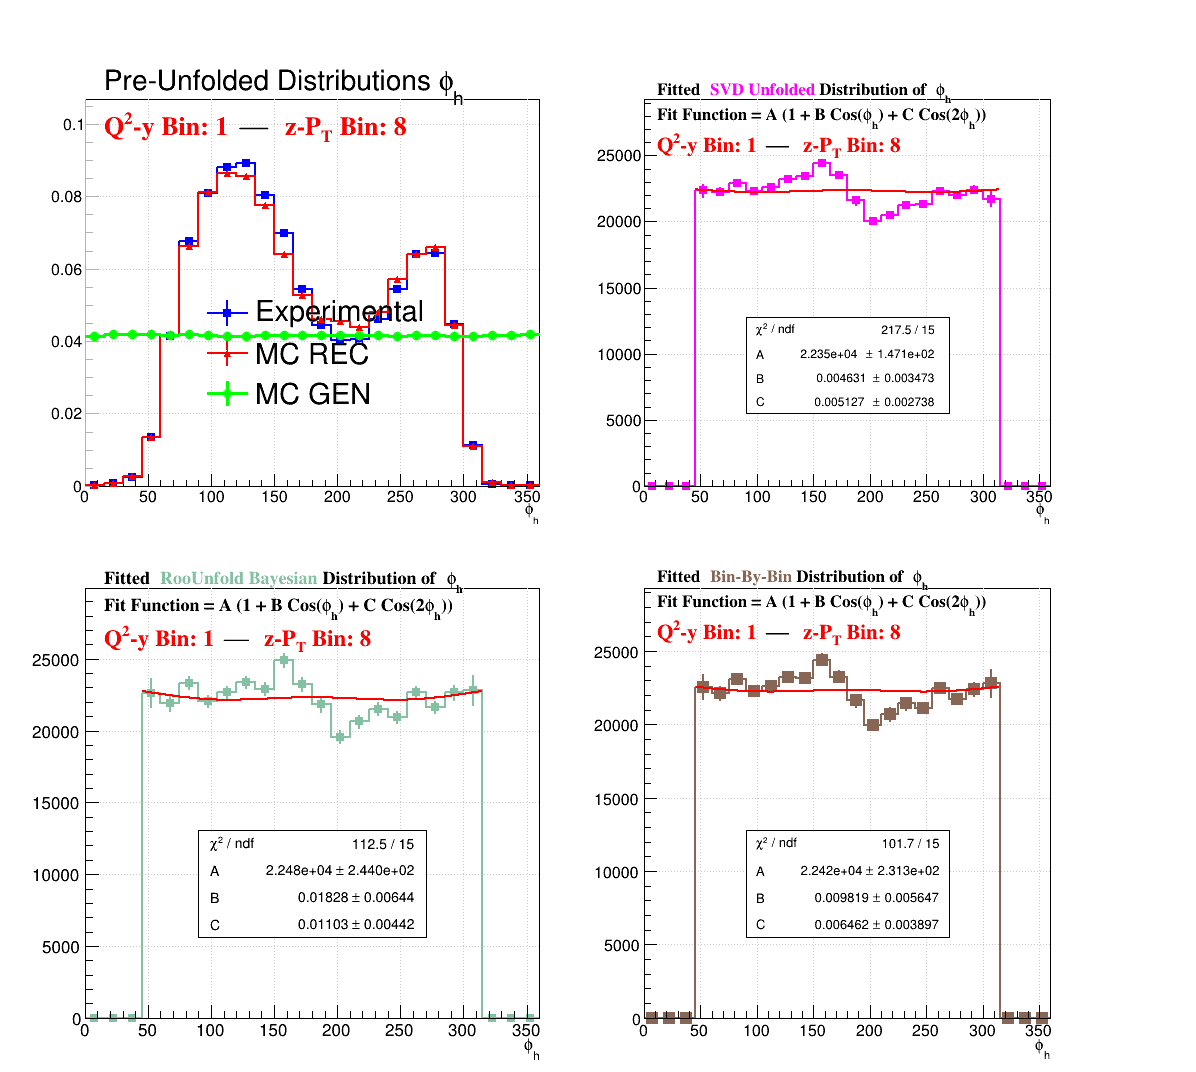 Pre-Unfolded Distributions ϕh
Q²-y Bin: 1 — z-PT Bin: 8
0.1
0.08
0.06
0.04
0.02
0
Experimental
MC REC
MC GEN
0 50 100 150 200 250 300 350
ϕh
Fitted SVD Unfolded Distribution of ϕh
Fit Function = A (1 + B Cos(ϕh) + C Cos(2ϕh))
Q²-y Bin: 1 — z-PT Bin: 8
25000
20000
15000
10000
5000
0
χ² / ndf 217.5 / 15
A 2.235e+04 ± 1.471e+02
B 0.004631 ± 0.003473
C 0.005127 ± 0.002738
0 50 100 150 200 250 300 350
ϕh
Fitted RooUnfold Bayesian Distribution of ϕh
Fit Function = A (1 + B Cos(ϕh) + C Cos(2ϕh))
Q²-y Bin: 1 — z-PT Bin: 8
25000
20000
15000
10000
5000
0
χ² / ndf 112.5 / 15
A 2.248e+04 ± 2.440e+02
B 0.01828 ± 0.00644
C 0.01103 ± 0.00442
0 50 100 150 200 250 300 350
ϕh
Fitted Bin-By-Bin Distribution of ϕh
Fit Function = A (1 + B Cos(ϕh) + C Cos(2ϕh))
Q²-y Bin: 1 — z-PT Bin: 8
25000
20000
15000
10000
5000
0
χ² / ndf 101.7 / 15
A 2.242e+04 ± 2.313e+02
B 0.009819 ± 0.005647
C 0.006462 ± 0.003897
0 50 100 150 200 250 300 350
ϕh